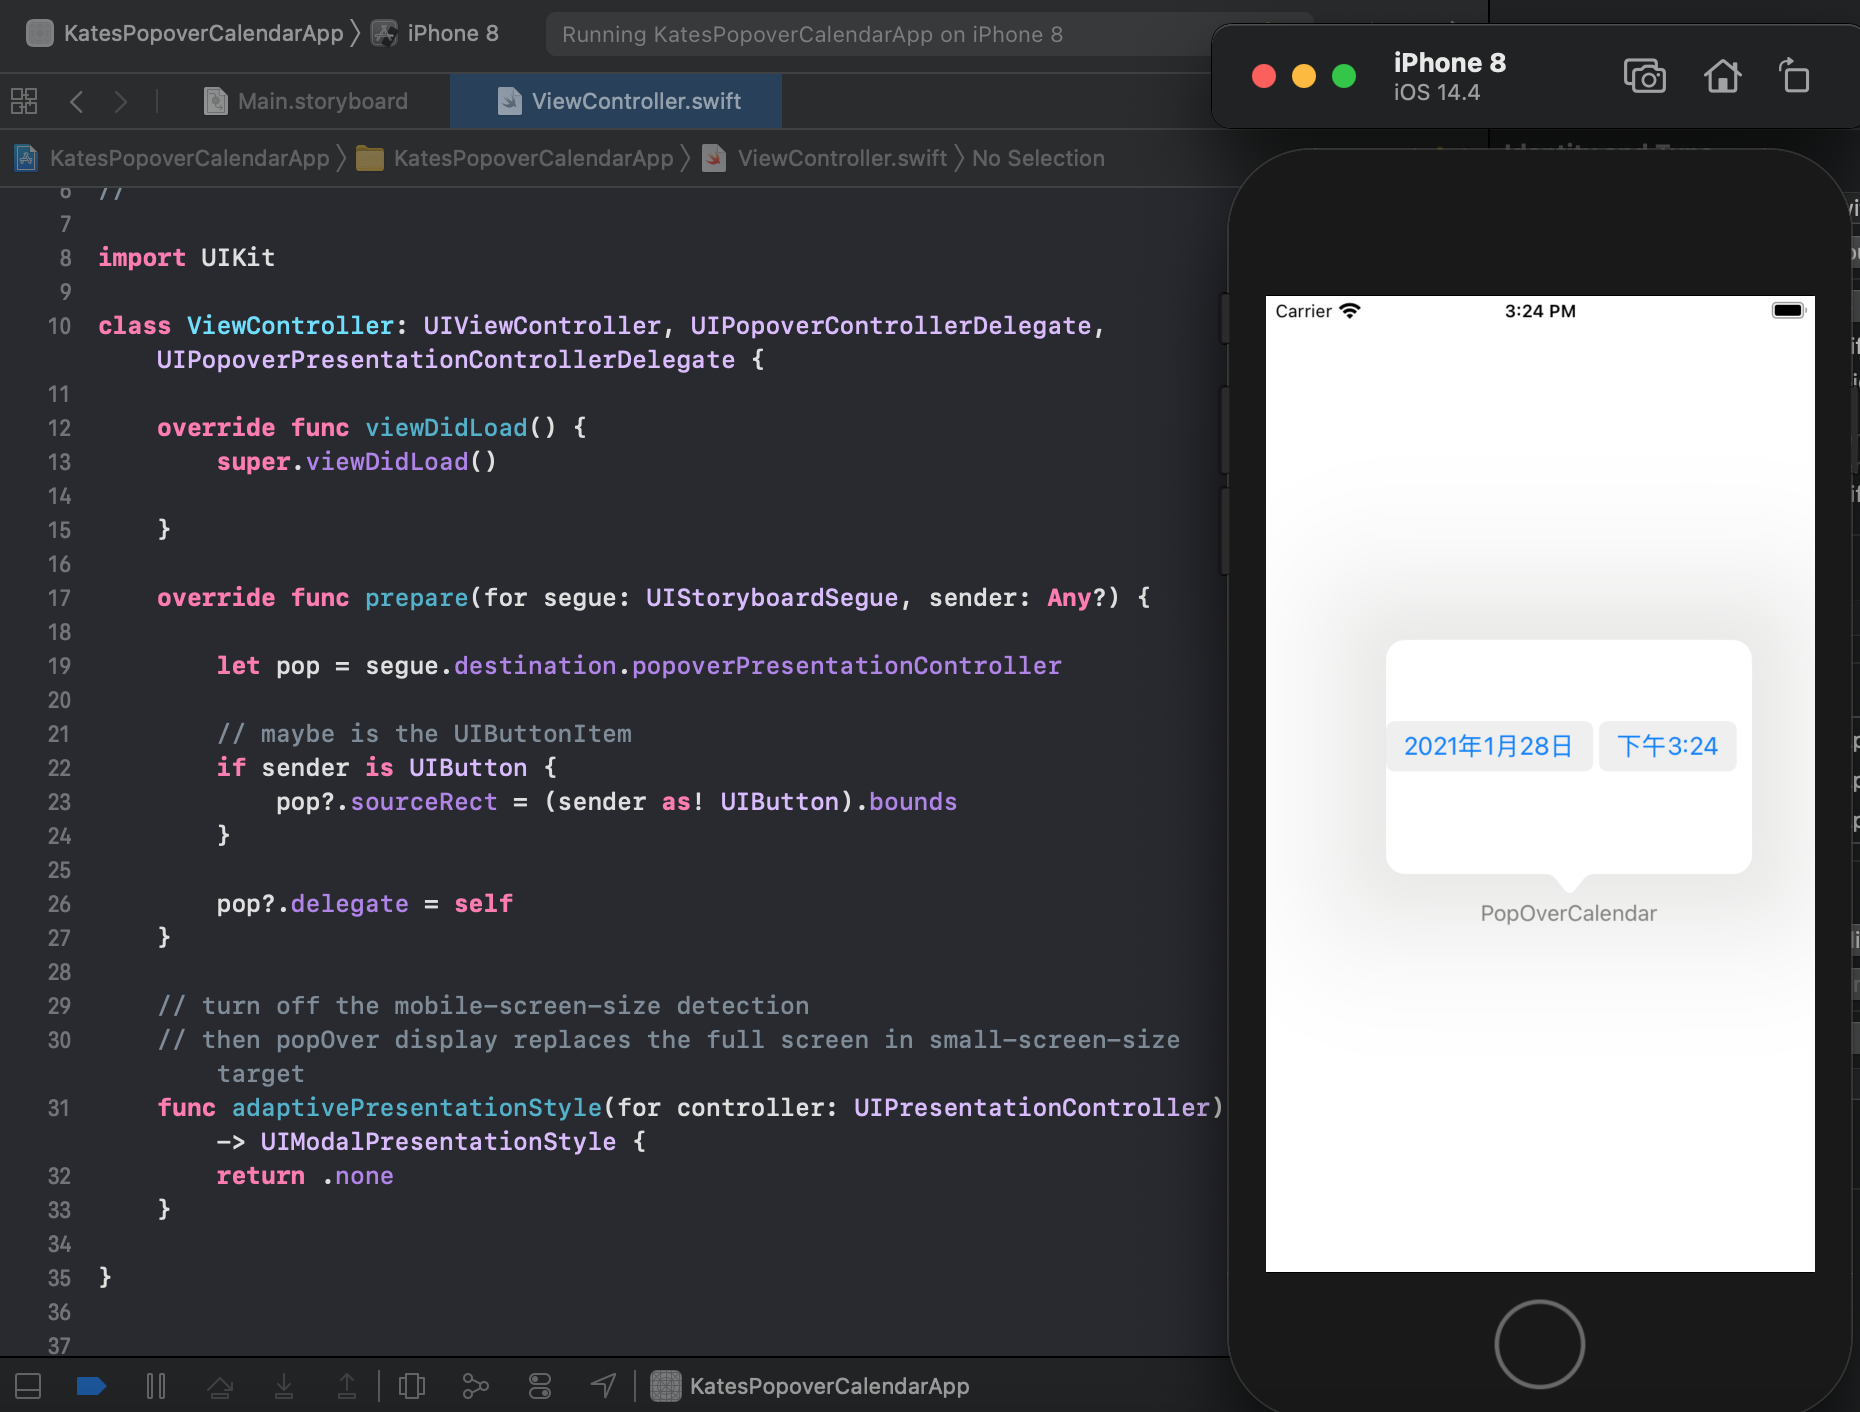 KatesPopoverCalendarApp 〉 iPhone 8
Running KatesPopoverCalendarApp on iPhone 8
iPhone 8
iOS 14.4
Main.storyboard
ViewController.swift
KatesPopoverCalendarApp 〉 KatesPopoverCalendarApp 〉 ViewController.swift 〉 No Selection
6 //
7
8 import UIKit
9
10 class ViewController: UIViewController, UIPopoverControllerDelegate,
UIPopoverPresentationControllerDelegate {
11
12 override func viewDidLoad() {
13 super.viewDidLoad()
14
15 }
16
17 override func prepare(for segue: UIStoryboardSegue, sender: Any?) {
18
19 let pop = segue.destination.popoverPresentationController
20
21 // maybe is the UIButtonItem
22 if sender is UIButton {
23 pop?.sourceRect = (sender as! UIButton).bounds
24 }
25
26 pop?.delegate = self
27 }
28
29 // turn off the mobile-screen-size detection
30 // then popOver display replaces the full screen in small-screen-size
target
31 func adaptivePresentationStyle(for controller: UIPresentationController)
-> UIModalPresentationStyle {
32 return .none
33 }
34
35 }
36
37
KatesPopoverCalendarApp
Carrier
3:24 PM
2021年1月28日
下午3:24
PopOverCalendar